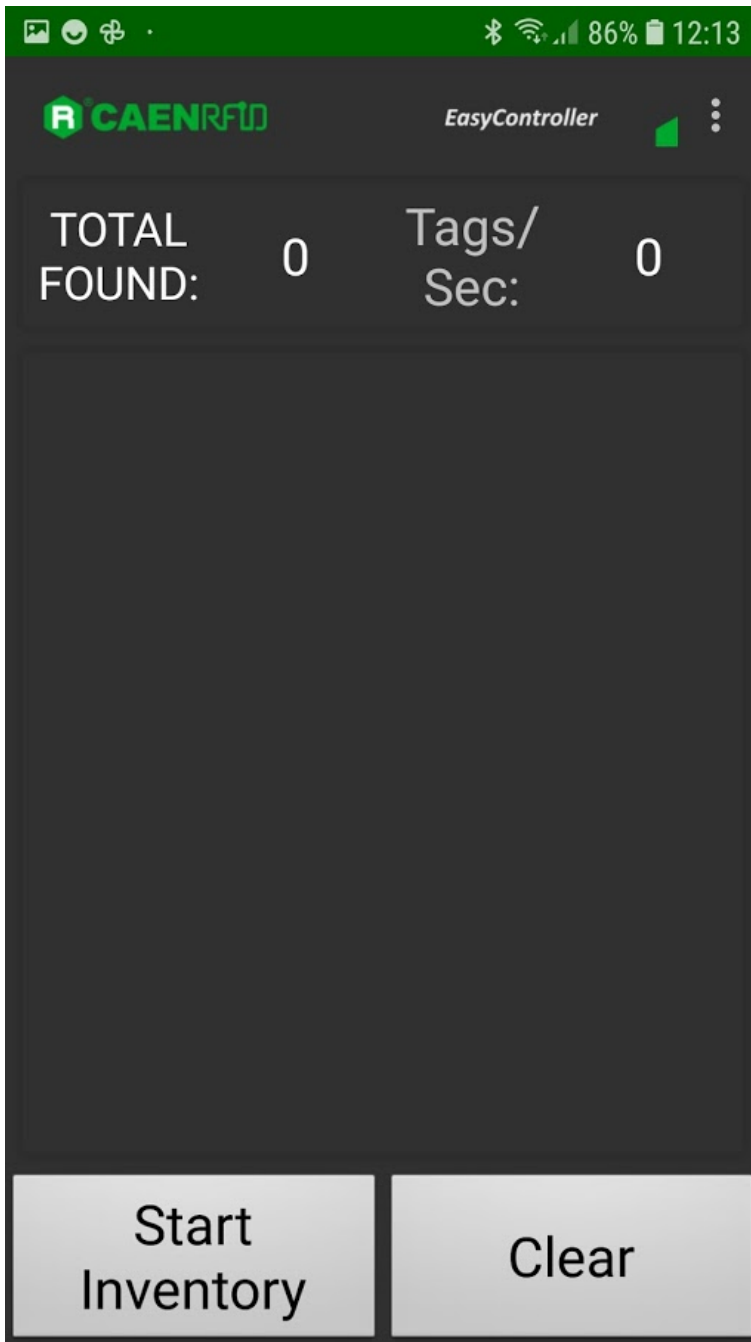 86% 12:13
R CAENRFID EasyController
TOTAL
FOUND:
0
Tags/
Sec:
0
Start
Inventory
Clear